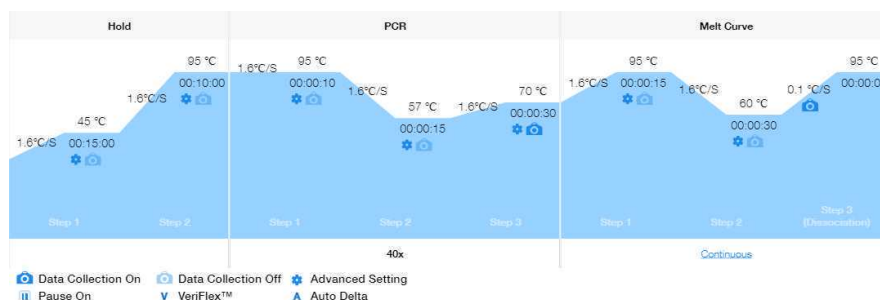 Hold PCR Melt Curve
95 °C 95 °C 95 °C 95 °C
1.6°C/S 00:10:00 00:00:10 1.6°C/S 00:00:15 0.1 °C/S 00:00:0
1.6°C/S 1.6°C/S 70 °C 1.6°C/S
45 °C 57 °C 1.6°C/S 00:00:30 60 °C
1.6°C/S 00:15:00 00:00:15 00:00:30
Step 1 Step 2 Step 1 Step 2 Step 3 Step 1 Step 2 Step 3
(Dissociation)
40x Continuous
Data Collection On Data Collection Off Advanced Setting
Pause On V VeriFlex™ A Auto Delta